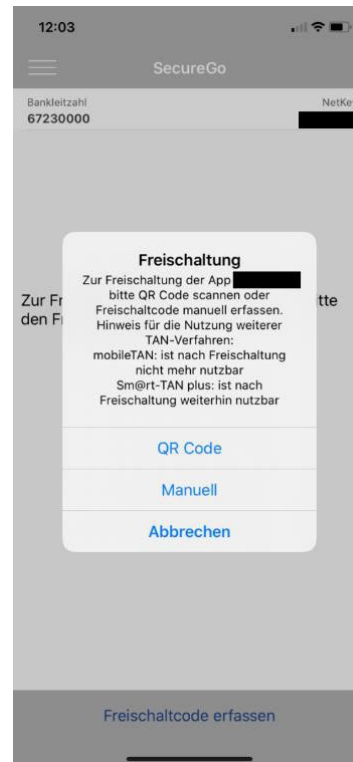 12:03
SecureGo
Bankleitzahl
NetKe
67230000
Freischaltung
Zur Freischaltung der App
bitte QR Code scannen oder
Freischaltcode manuell erfassen.
Hinweis für die Nutzung weiterer
TAN-Verfahren:
mobileTAN: ist nach Freischaltung
nicht mehr nutzbar
Sm@rt-TAN plus: ist nach
Freischaltung weiterhin nutzbar
Zur Fr
tte
den F
QR Code
Manuell
Abbrechen
Freischaltcode erfassen